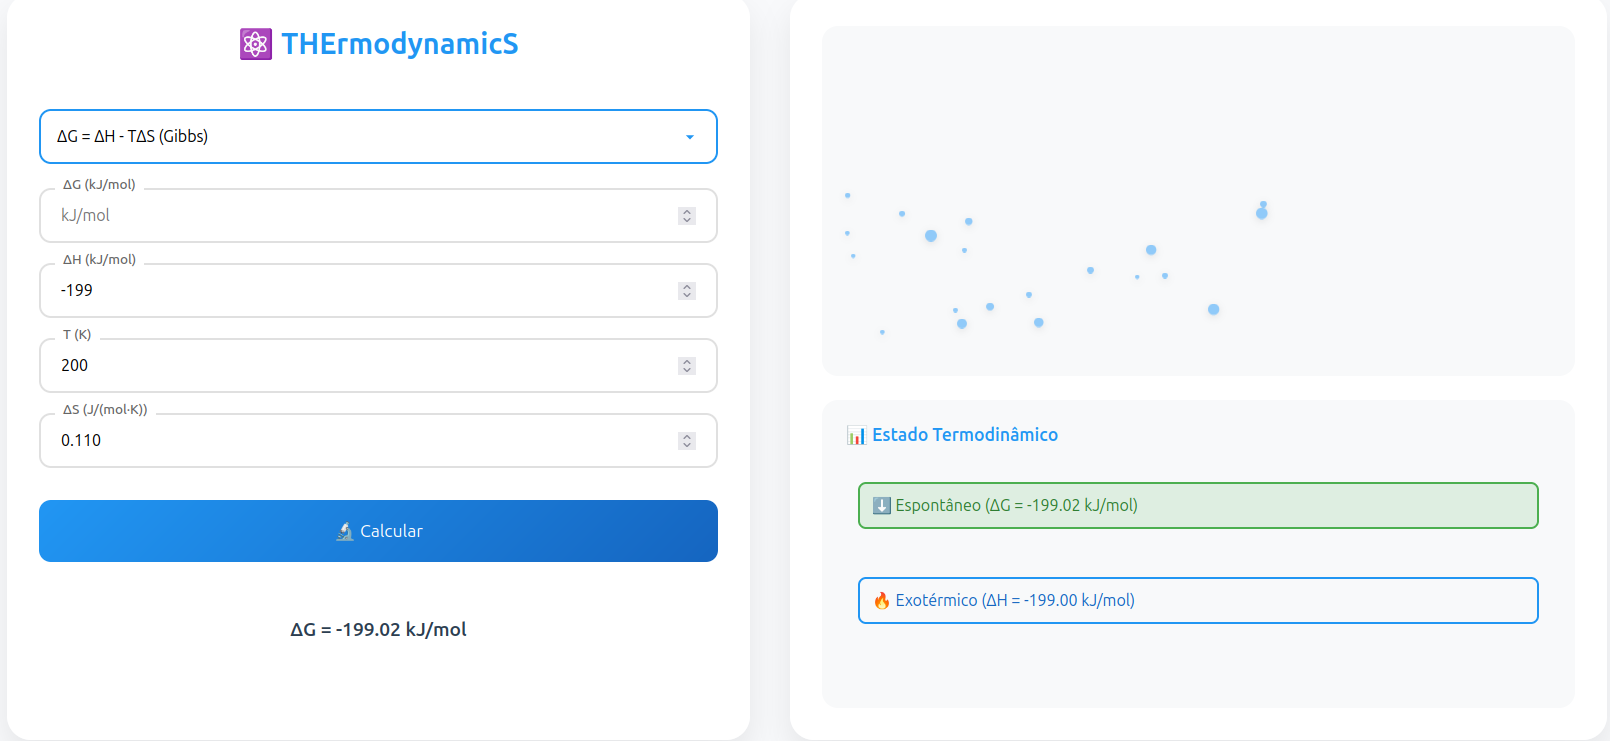 THErmodynamicS
ΔG = ΔH - TΔS (Gibbs)
ΔG (kJ/mol)
kJ/mol
ΔH (kJ/mol)
-199
T (K)
200
ΔS (J/(mol·K))
0.110
Calcular
ΔG = -199.02 kJ/mol
Estado Termodinâmico
Espontâneo (ΔG = -199.02 kJ/mol)
Exotérmico (ΔH = -199.00 kJ/mol)